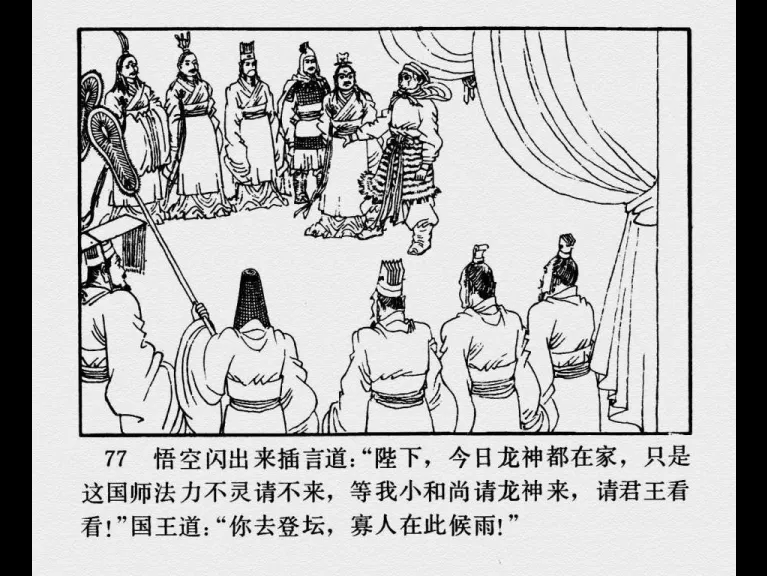 77 悟空闪出来插言道：“陛下，今日龙神都在家，只是
这国师法力不灵请不来，等我小和尚请龙神来，请君王看
看！”国王道：“你去登坛，寡人在此候雨！”